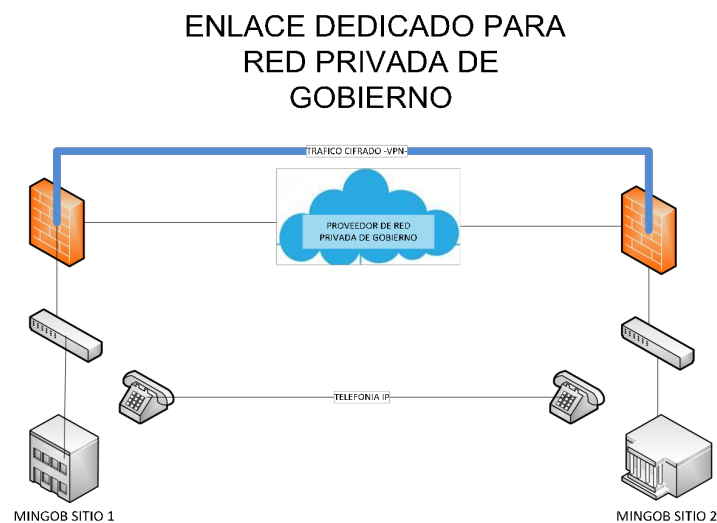 ENLACE DEDICADO PARA
RED PRIVADA DE
GOBIERNO
TRAFICO CIFRADO -VPN-
PROVEEDOR DE RED
PRIVADA DE GOBIERNO
TELEFONIA IP
MINGOB SITIO 1
MINGOB SITIO 2